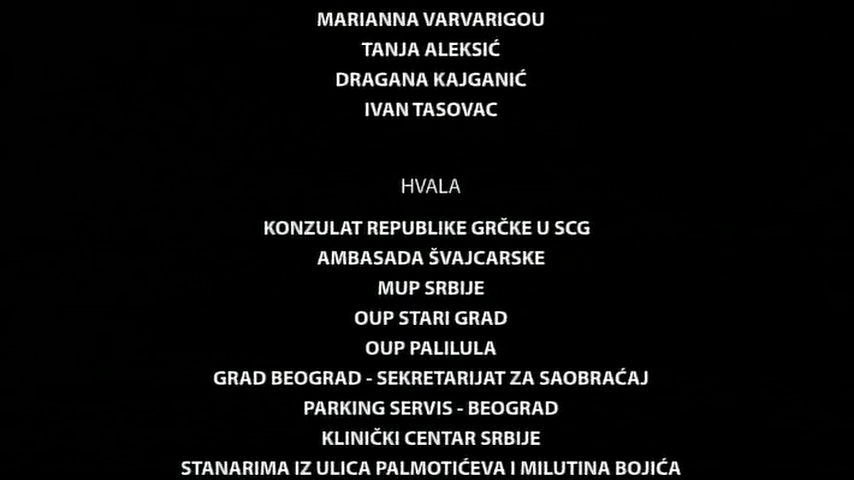 MARIANNA VARVARIGOU
TANJA ALEKSIĆ
DRAGANA KAJGANIĆ
IVAN TASOVAC
HVALA
KONZULAT REPUBLIKE GRČKE U SCG
AMBASADA ŠVAJCARSKE
MUP SRBIJE
OUP STARI GRAD
OUP PALILULA
GRAD BEOGRAD - SEKRETARIJAT ZA SAOBRAĆAJ
PARKING SERVIS - BEOGRAD
KLINIČKI CENTAR SRBIJE
STANARIMA IZ ULICA PALMOTIĆEVA I MILUTINA BOJIĆA